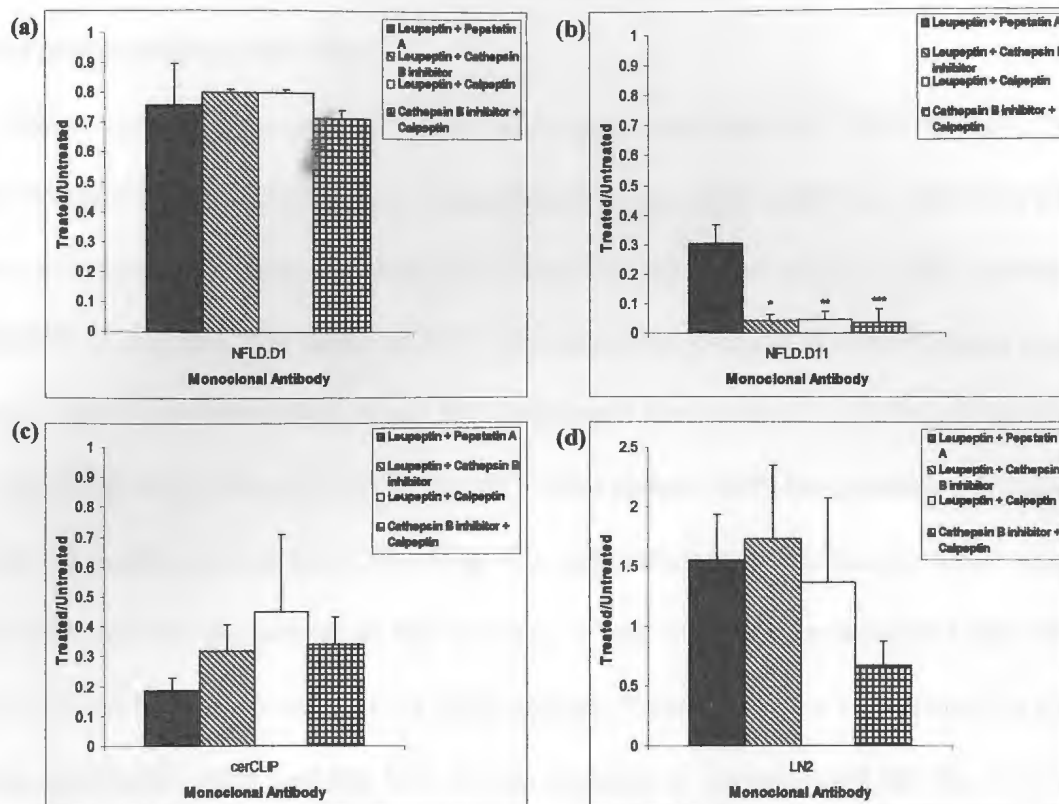 (a)
Leupeptin + Pepstatin
A
Leupeptin + Cathepsin
B inhibitor
Leupeptin + Calpeptin
Cathepsin B inhibitor +
Calpeptin
1
0.9
0.8
0.7
0.6
0.5
0.4
0.3
0.2
0.1
0
Treated/Untreated
NFLD.D1
Monoclonal Antibody
(b)
Leupeptin + Pepstatin A
Leupeptin + Cathepsin B
inhibitor
Leupeptin + Calpeptin
Cathepsin B inhibitor +
Calpeptin
1
0.9
0.8
0.7
0.6
0.5
0.4
0.3
0.2
0.1
0
Treated/Untreated
* ** ***
NFLD.D11
Monoclonal Antibody
(c)
Leupeptin + Pepstatin A
Leupeptin + Cathepsin B
inhibitor
Leupeptin + Calpeptin
Cathepsin B inhibitor +
Calpeptin
1
0.9
0.8
0.7
0.6
0.5
0.4
0.3
0.2
0.1
0
Treated/Untreated
cerCLIP
Monoclonal Antibody
(d)
Leupeptin + Pepstatin
A
Leupeptin + Cathepsin
B inhibitor
Leupeptin + Calpeptin
Cathepsin B inhibitor +
Calpeptin
2.5
2
1.5
1
0.5
0
Treated/Untreated
LN2
Monoclonal Antibody